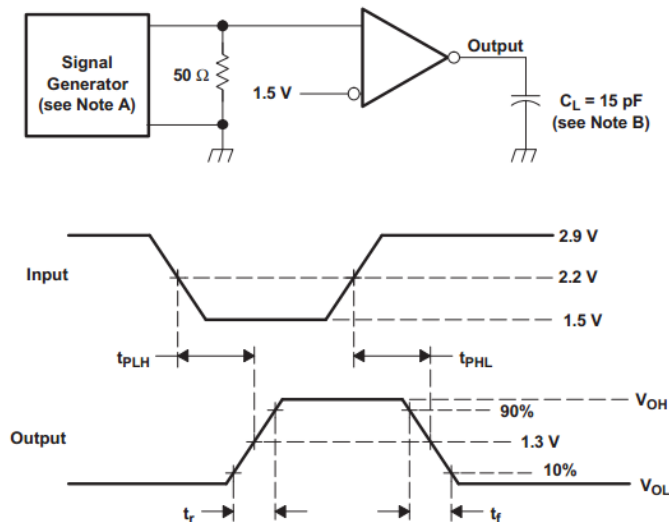 Signal
Generator
(see Note A)
50 Ω
1.5 V
Output
C_L = 15 pF
(see Note B)
Input
2.9 V
2.2 V
1.5 V
t_PLH
t_PHL
Output
V_OH
90%
1.3 V
10%
V_OL
t_r
t_f